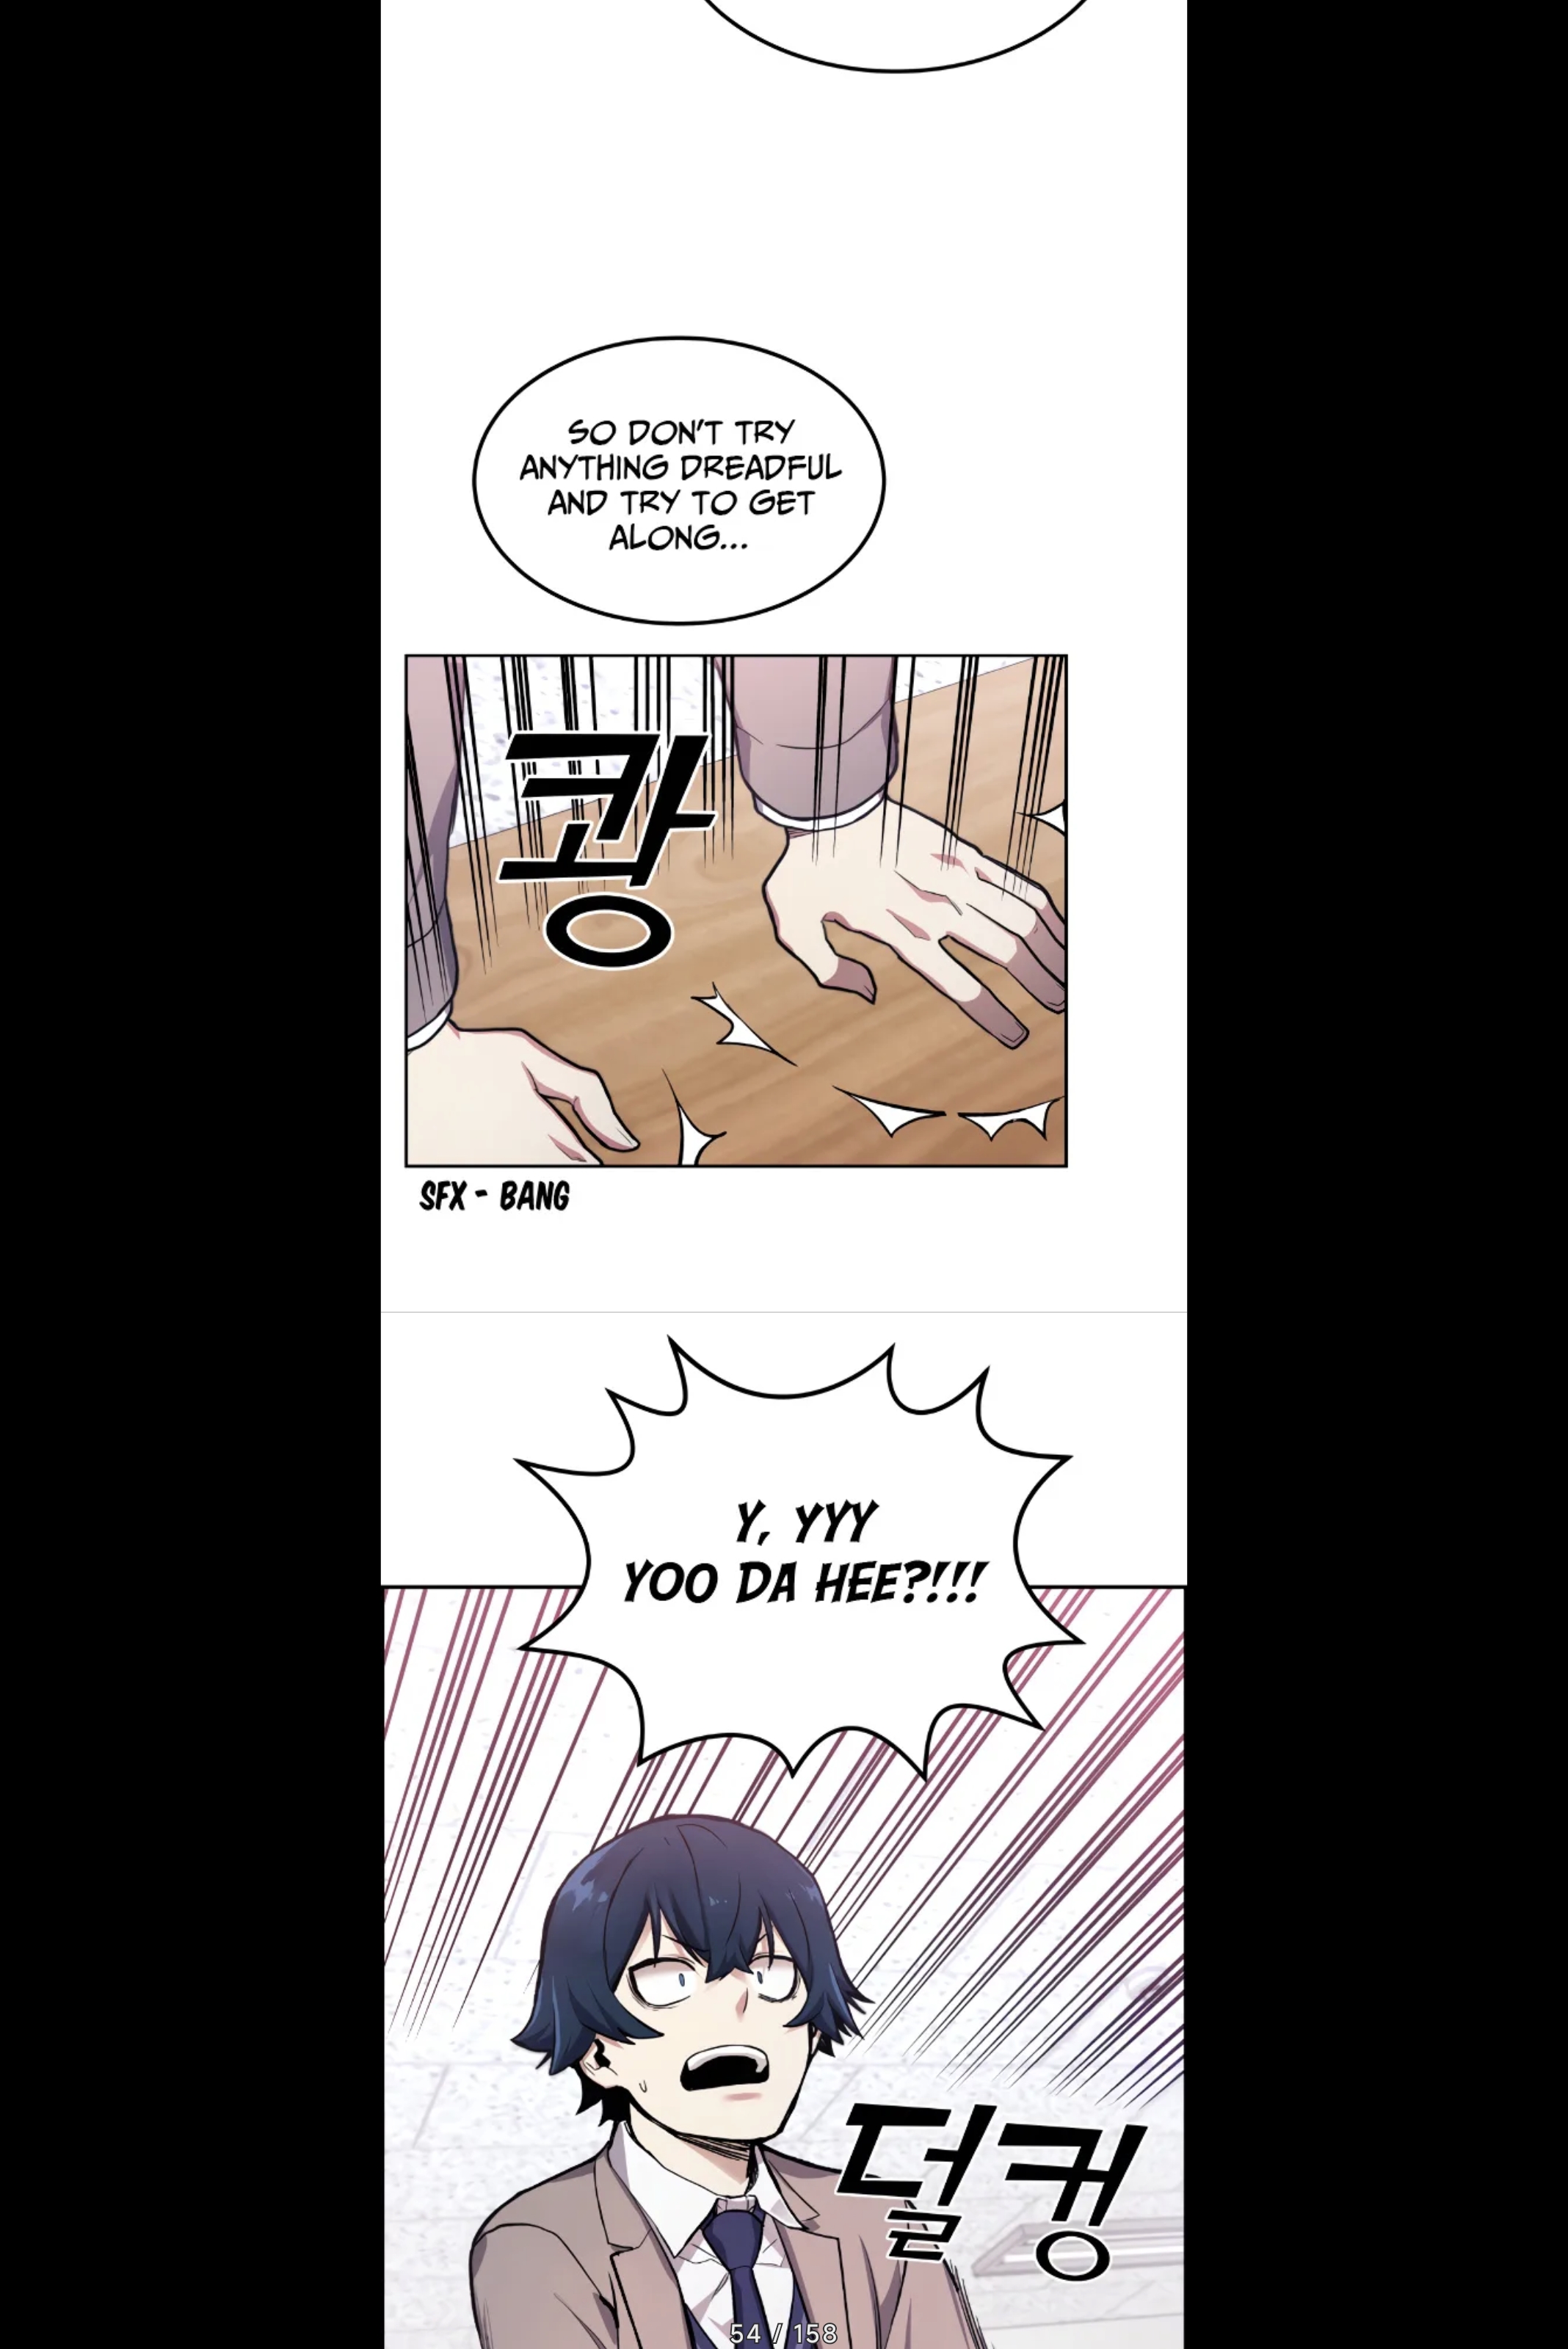 SO DON'T TRY
ANYTHING DREADFUL
AND TRY TO GET
ALONG...
쾅
SFX - BANG
Y, YYY
YOO DA HEE?!!!
덜컹
54 / 158